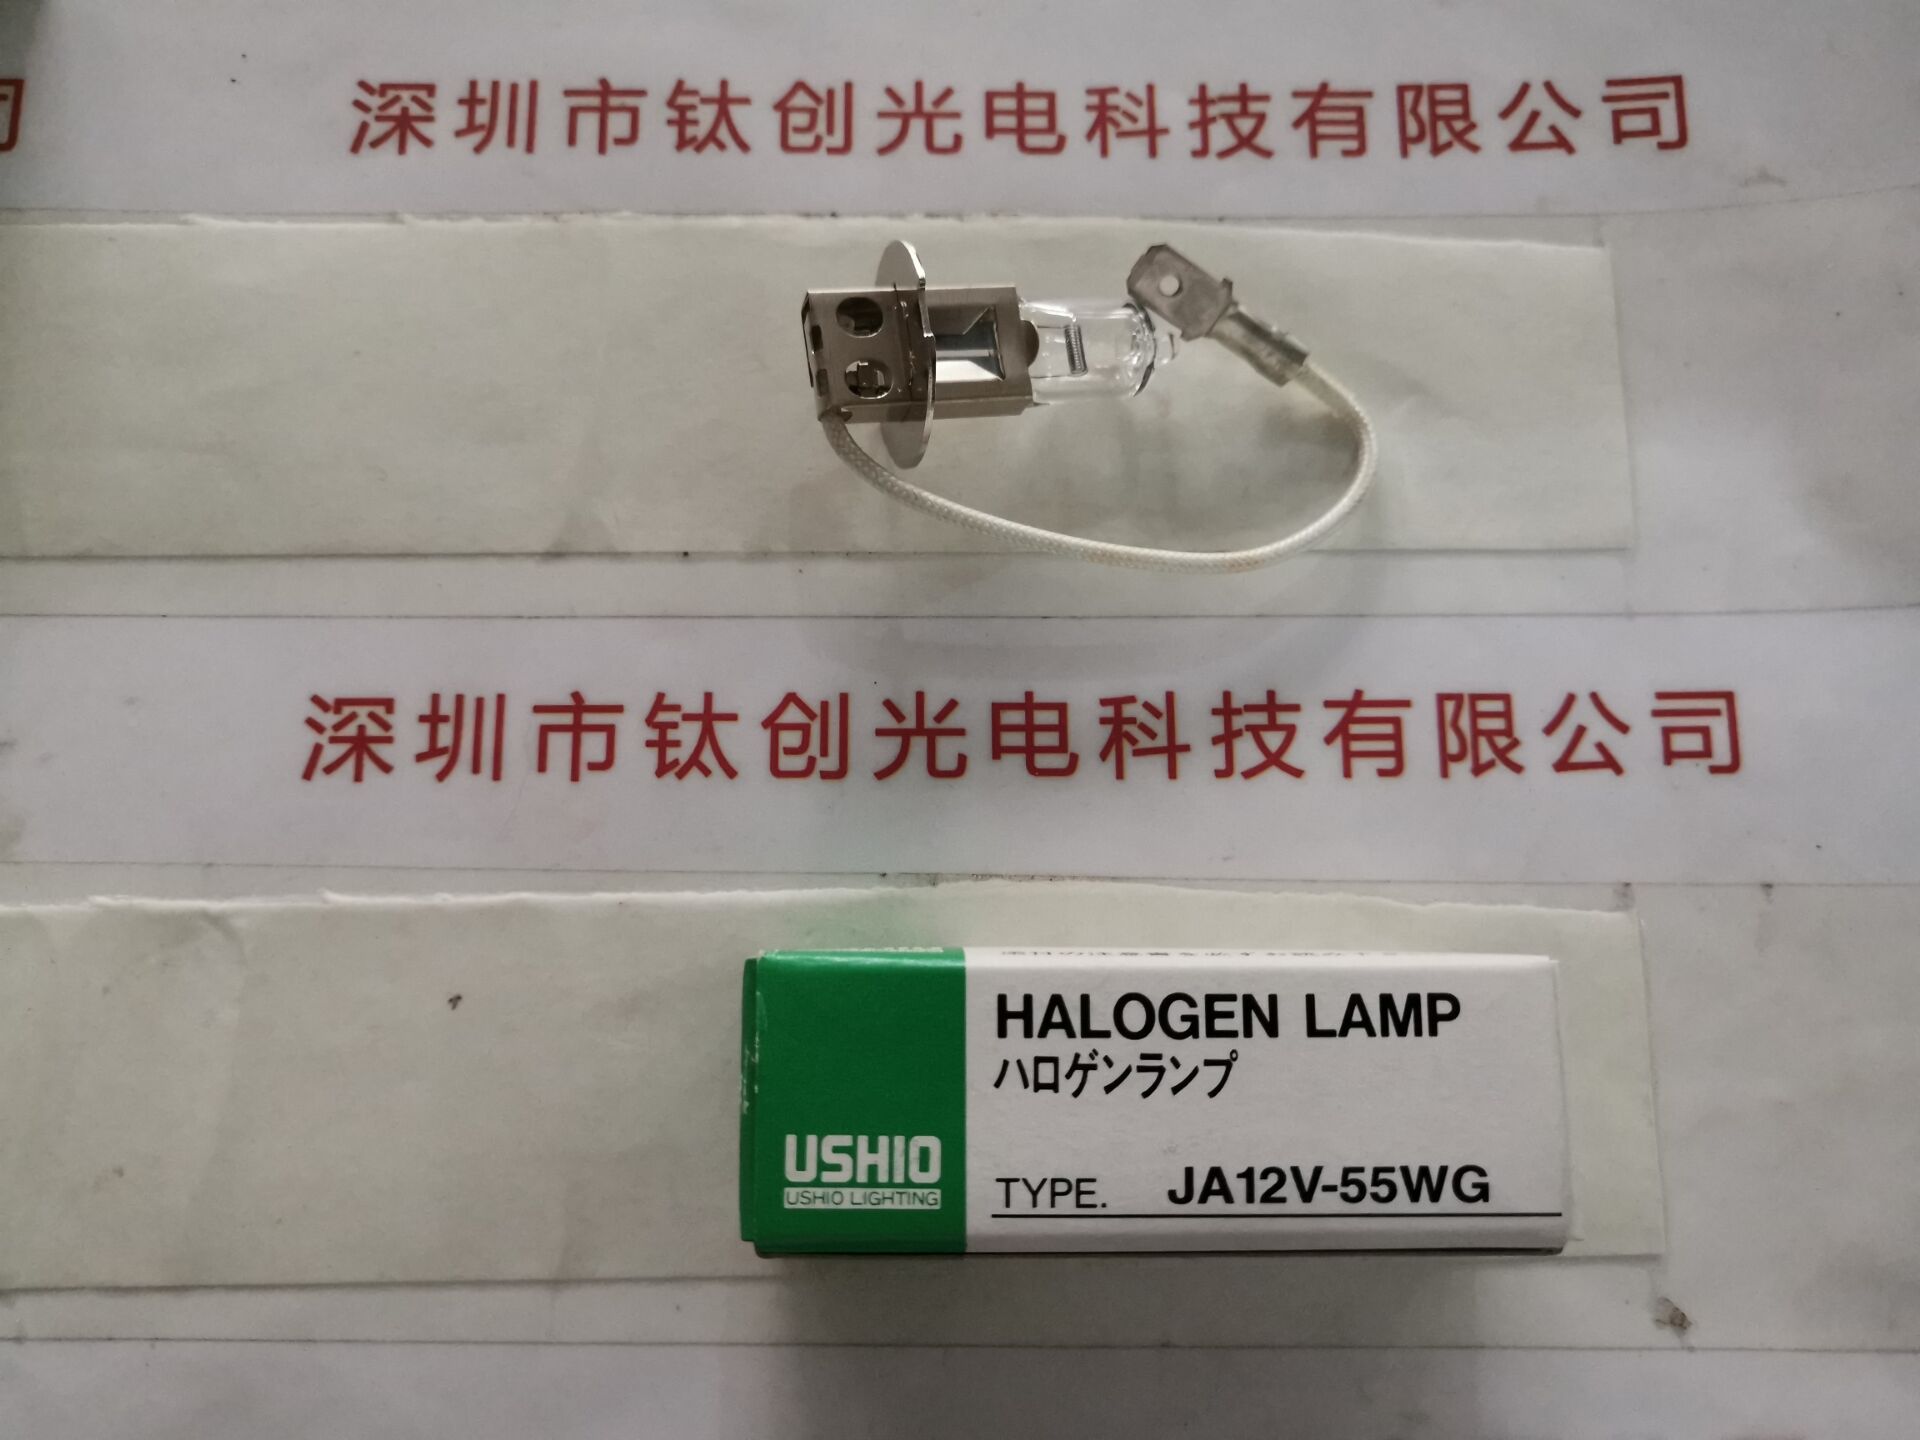 司
深圳市钛创光电科技有限公司
深圳市钛创光电科技有限公司
HALOGEN LAMP
ハロゲンランプ
USHIO
USHIO LIGHTING
TYPE. JA12V-55WG